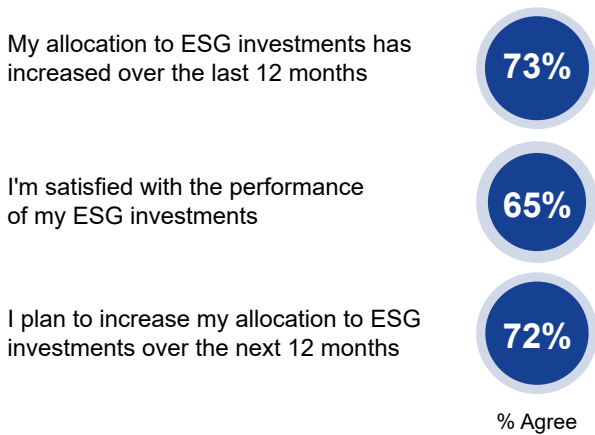 My allocation to ESG investments has
increased over the last 12 months
73%
I'm satisfied with the performance
of my ESG investments
65%
I plan to increase my allocation to ESG
investments over the next 12 months
72%
% Agree